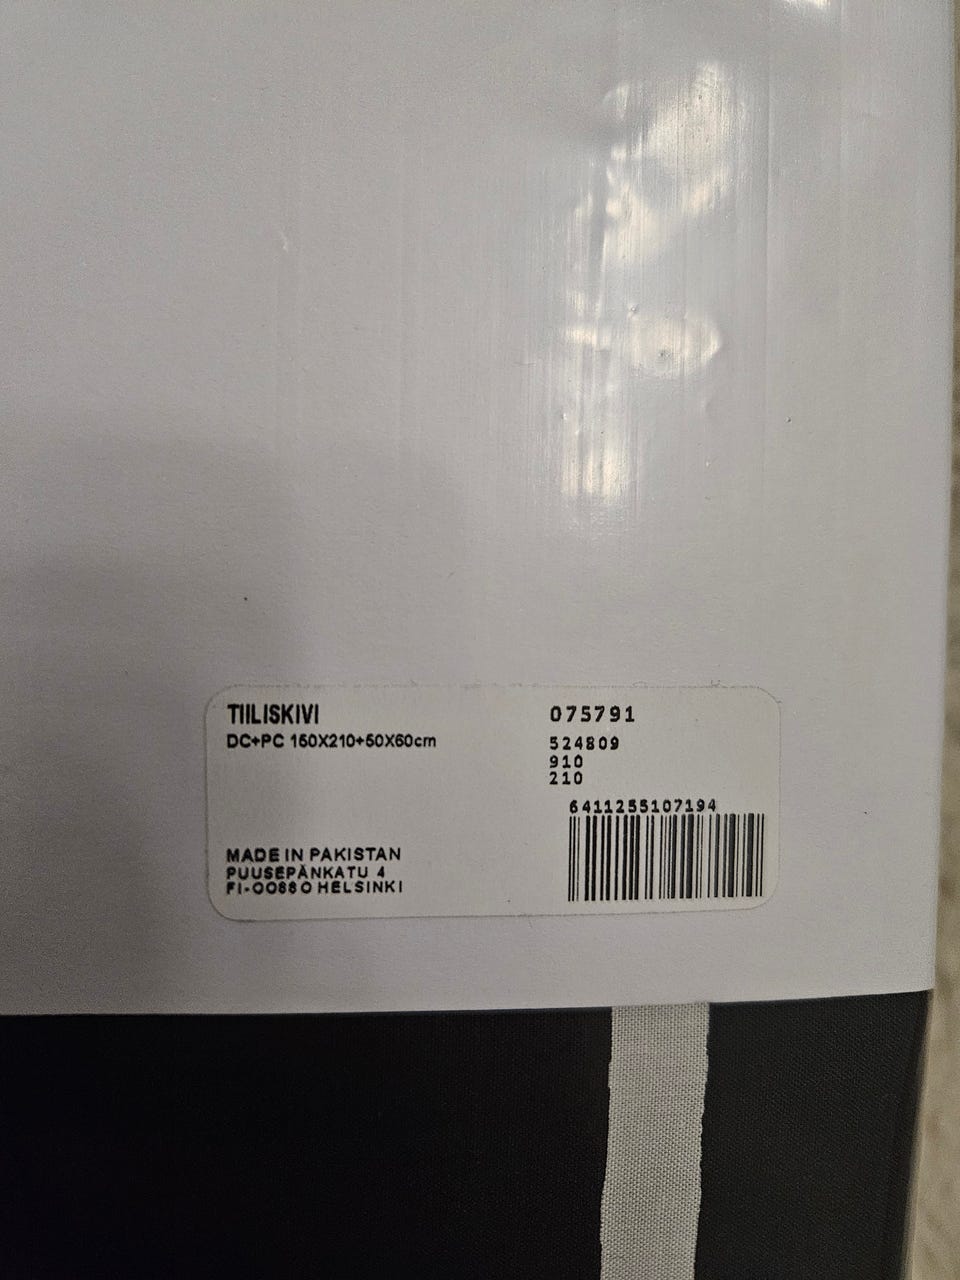 TIILISKIVI
DC+PC 150X210+50X60cm
075791
524809
910
210
6411255107194
MADE IN PAKISTAN
PUUSEPÄNKATU 4
FI-00880 HELSINKI